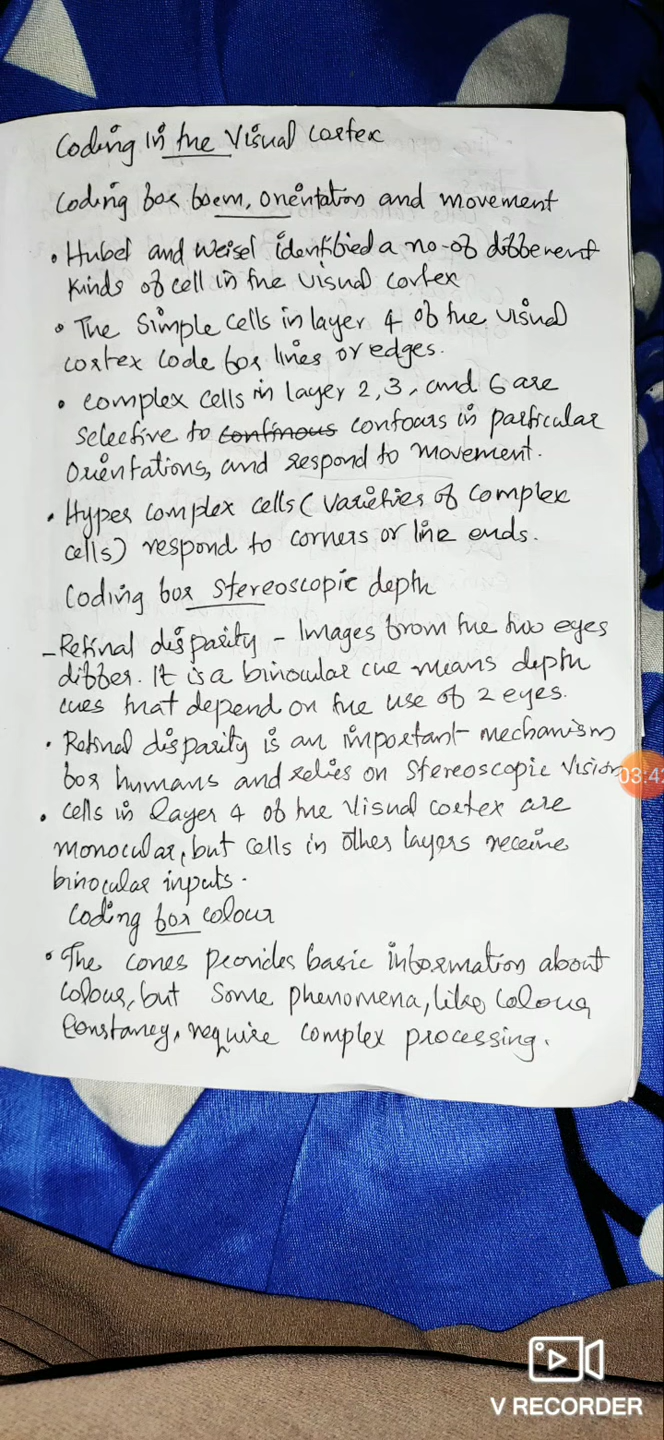 Coding in the Visual cortex
Coding for form, orientation and movement
• Hubel and Weisel identified a no-of different
kinds of cell in the visual cortex
• The Simple cells in layer 4 of the visual
cortex code for lines or edges.
• complex cells in layer 2, 3, and 6 are
selective to continous contours in particular
orientations, and respond to movement.
• Hyper complex cells (varieties of complex
cells) respond to corners or line ends.
Coding for stereoscopic depth
- Retinal disparity - Images from the two eyes
differ. It is a binocular cue means depth
cues that depend on the use of 2 eyes.
• Retinal disparity is an important mechanism
for humans and relies on Stereoscopic vision
• cells in layer 4 of the visual cortex are
monocular, but cells in other layers receive
binocular inputs.
Coding for colour
• The cones provides basic information about
colour, but some phenomena, like colour
constancy, require complex processing.
03:42
V RECORDER